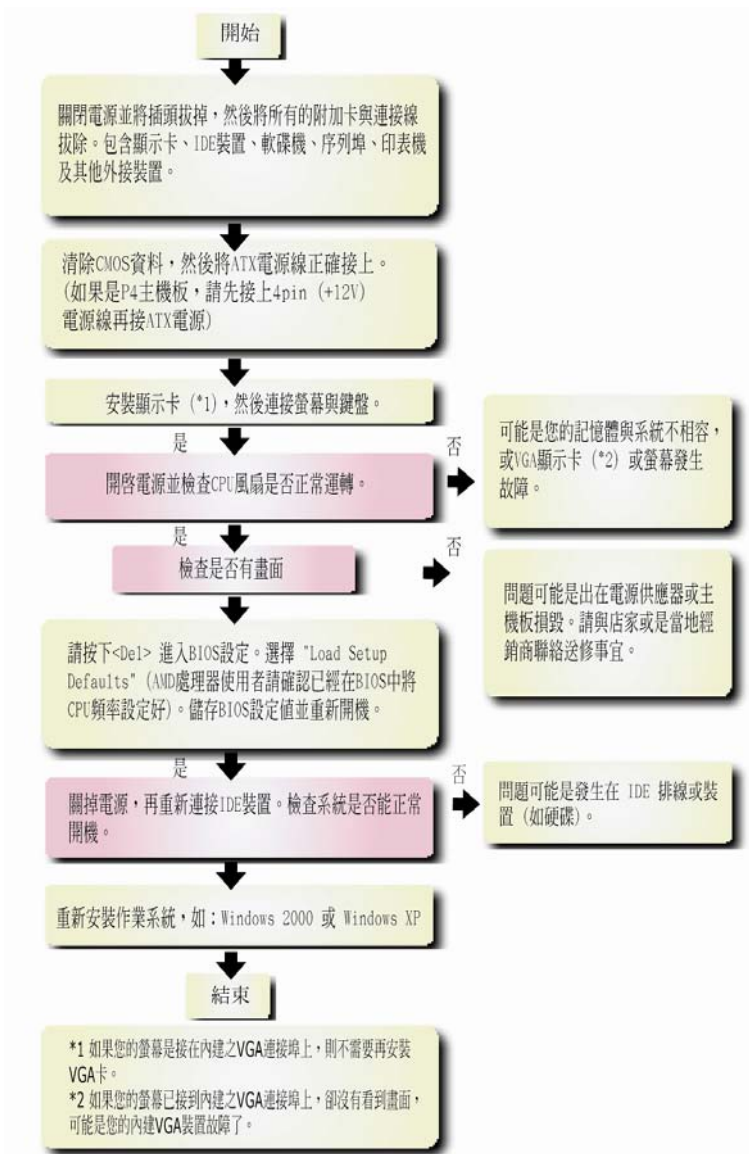 開始
關閉電源並將插頭拔掉，然後將所有的附加卡與連接線
拔除。包含顯示卡、IDE裝置、軟碟機、序列埠、印表機
及其他外接裝置。
清除CMOS資料，然後將ATX電源線正確接上。
(如果是P4主機板，請先接上4pin (+12V)
電源線再接ATX電源)
安裝顯示卡 (*1)，然後連接螢幕與鍵盤。
是
否
開啓電源並檢查CPU風扇是否正常運轉。
可能是您的記憶體與系統不相容，
或VGA顯示卡 (*2) 或螢幕發生
故障。
是
否
檢查是否有畫面
問題可能是出在電源供應器或主
機板損毀。請與店家或是當地經
銷商聯絡送修事宜。
請按下<Del> 進入BIOS設定。選擇 "Load Setup
Defaults" (AMD處理器使用者請確認已經在BIOS中將
CPU頻率設定好)。儲存BIOS設定值並重新開機。
是
否
關掉電源，再重新連接IDE裝置。檢查系統是否能正常
開機。
問題可能是發生在 IDE 排線或裝
置 (如硬碟)。
重新安裝作業系統，如：Windows 2000 或 Windows XP
結束
*1 如果您的螢幕是接在內建之VGA連接埠上，則不需要再安裝
VGA卡。
*2 如果您的螢幕已接到內建之VGA連接埠上，卻沒有看到畫面，
可能是您的內建VGA裝置故障了。